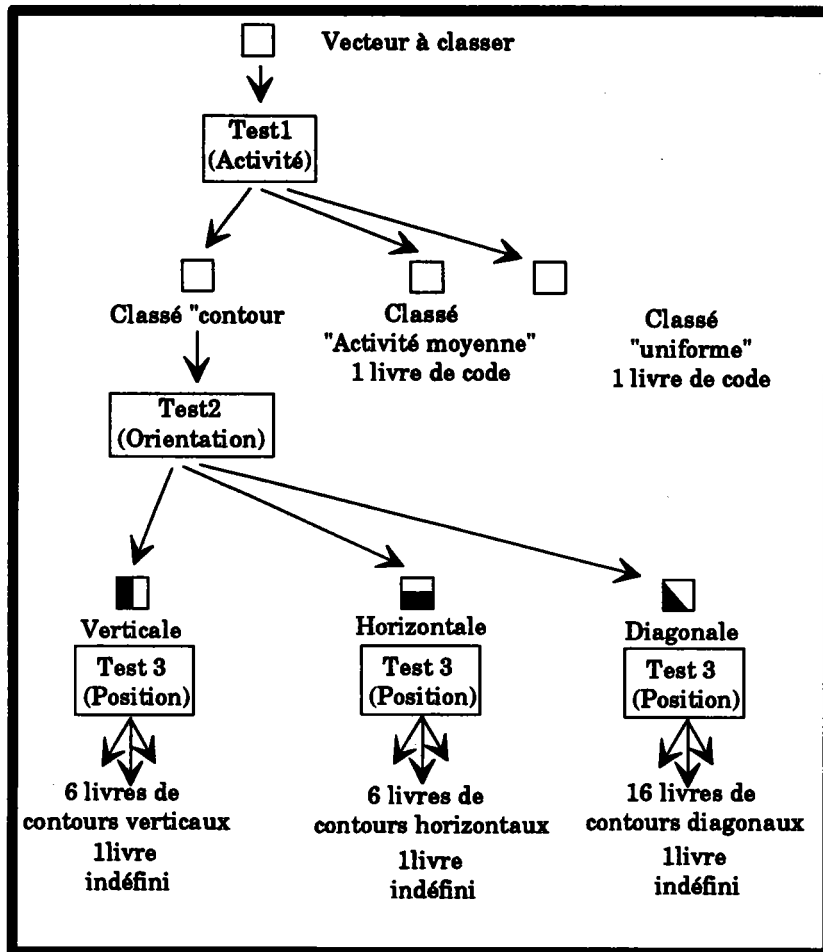 Vecteur à classer
Test1
(Activité)
Classé "contour
Classé
"Activité moyenne"
1 livre de code
Classé
"uniforme"
1 livre de code
Test2
(Orientation)
Verticale
Horizontale
Diagonale
Test 3
(Position)
Test 3
(Position)
Test 3
(Position)
6 livres de
contours verticaux
1livre
indéfini
6 livres de
contours horizontaux
1livre
indéfini
16 livres de
contours diagonaux
1livre
indéfini